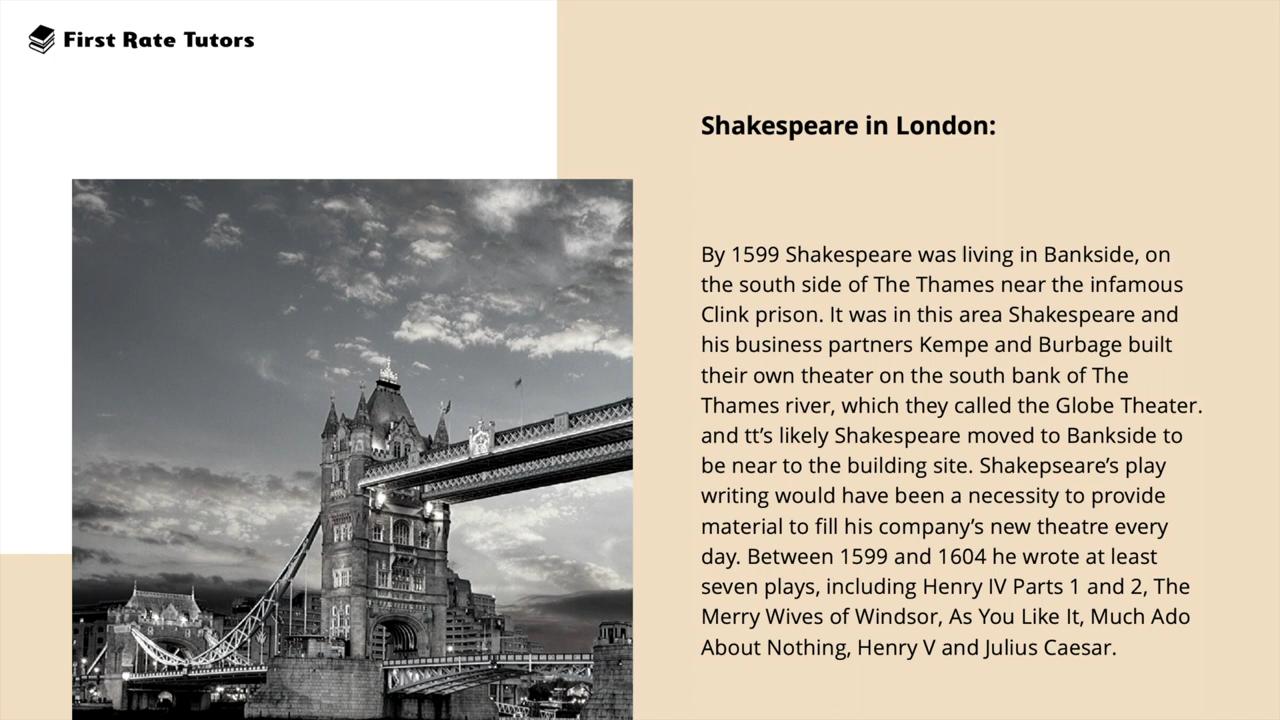 First Rate Tutors
Shakespeare in London:
By 1599 Shakespeare was living in Bankside, on
the south side of The Thames near the infamous
Clink prison. It was in this area Shakespeare and
his business partners Kempe and Burbage built
their own theater on the south bank of The
Thames river, which they called the Globe Theater.
and tt’s likely Shakespeare moved to Bankside to
be near to the building site. Shakepseare’s play
writing would have been a necessity to provide
material to fill his company’s new theatre every
day. Between 1599 and 1604 he wrote at least
seven plays, including Henry IV Parts 1 and 2, The
Merry Wives of Windsor, As You Like It, Much Ado
About Nothing, Henry V and Julius Caesar.